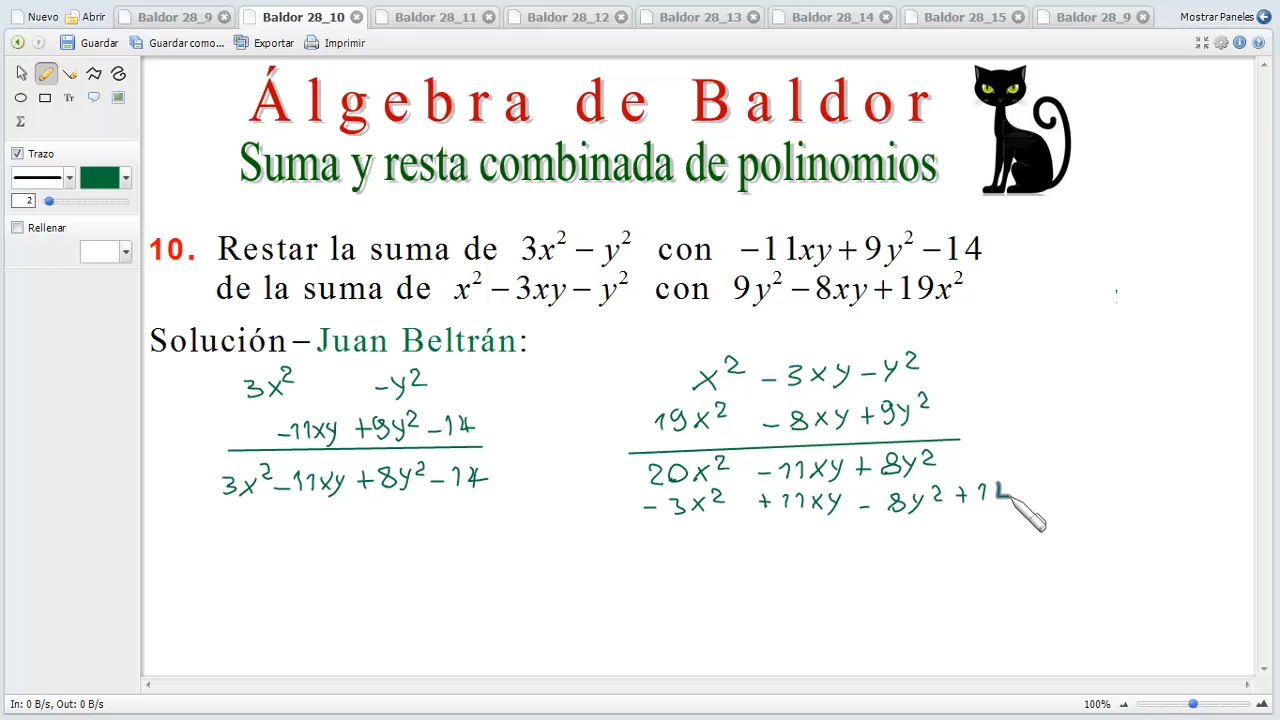 Nuevo Abrir Baldor 28_9 Baldor 28_10 Baldor 28_11 Baldor 28_12 Baldor 28_13 Baldor 28_14 Baldor 28_15 Baldor 28_9 Mostrar Paneles
Guardar Guardar como... Exportar Imprimir
Tr
Σ
Trazo
2
Rellenar
Álgebra de Baldor
Suma y resta combinada de polinomios
10. Restar la suma de 3x² − y² con −11xy + 9y² − 14
de la suma de x² − 3xy − y² con 9y² − 8xy + 19x²
Solución − Juan Beltrán:
3x² −y²
−11xy +9y² −14
3x² −11xy +8y² −14
x² −3xy −y²
19x² −8xy +9y²
20x² −11xy +8y²
−3x² +11xy −8y² +1
In: 0 B/s, Out: 0 B/s 100%